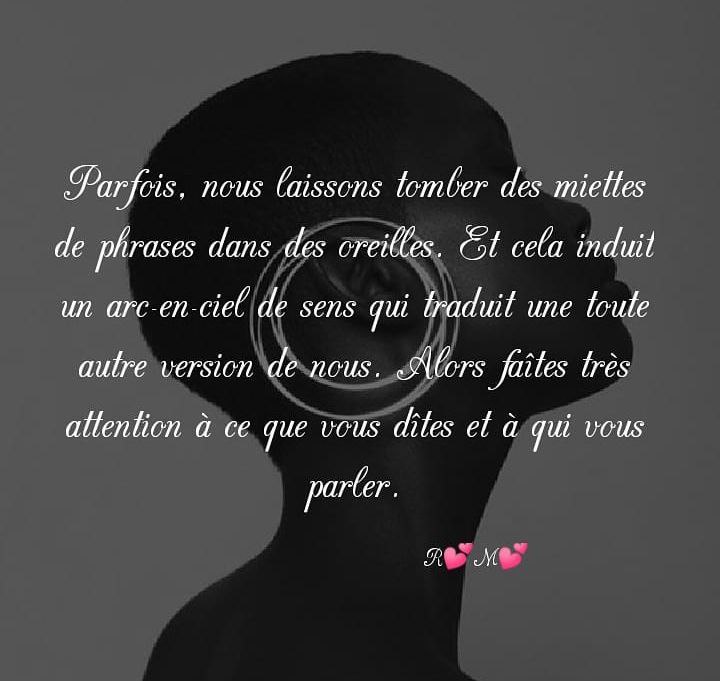 Parfois, nous laissons tomber des miettes
de phrases dans des oreilles. Et cela induit
un arc-en-ciel de sens qui traduit une toute
autre version de nous. Alors faîtes très
attention à ce que vous dîtes et à qui vous
parler.
R💕M💕